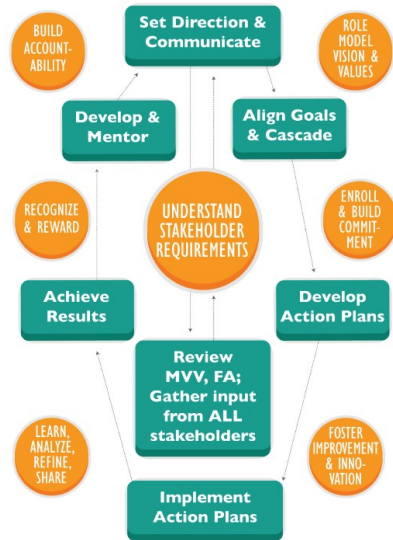 BUILD
ACCOUNT-
ABILITY
Set Direction &
Communicate
ROLE
MODEL
VISION &
VALUES
Develop &
Mentor
Align Goals
& Cascade
RECOGNIZE
& REWARD
UNDERSTAND
STAKEHOLDER
REQUIREMENTS
ENROLL
& BUILD
COMMIT-
MENT
Achieve
Results
Develop
Action Plans
Review
MVV, FA;
Gather input
from ALL
stakeholders
LEARN,
ANALYZE,
REFINE,
SHARE
FOSTER
IMPROVEMENT
& INNO-
VATION
Implement
Action Plans